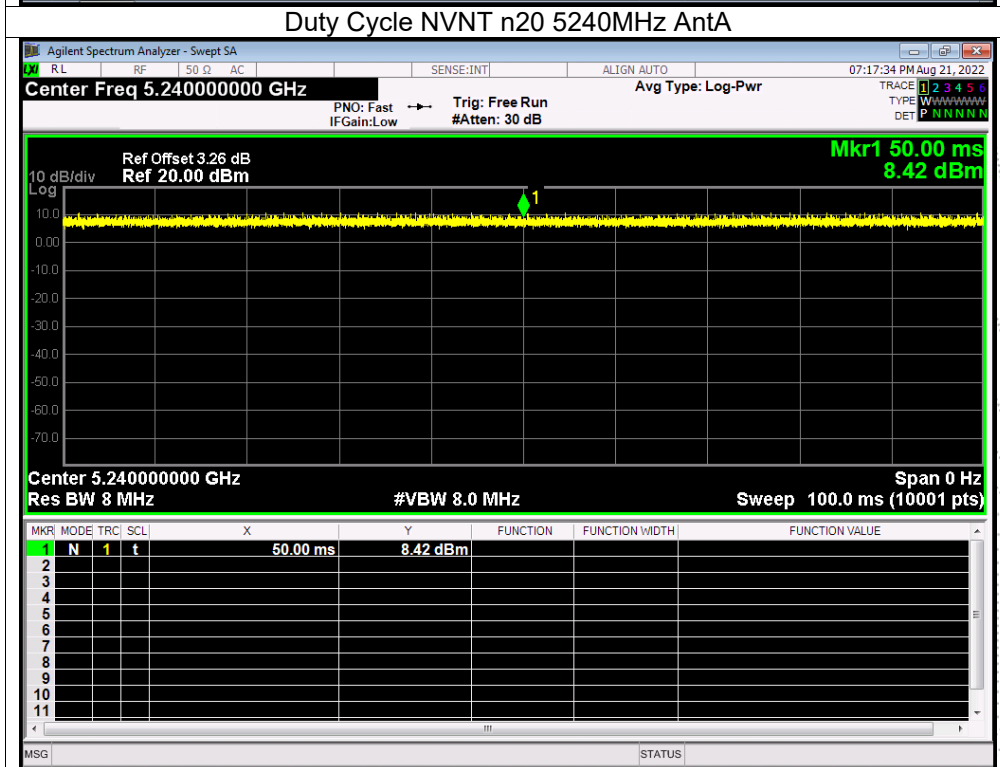 Duty Cycle NVNT n20 5240MHz AntA
Agilent Spectrum Analyzer - Swept SA
LXI RL RF 50 Ω AC SENSE:INT ALIGN AUTO 07:17:34 PM Aug 21, 2022
Center Freq 5.240000000 GHz Avg Type: Log-Pwr TRACE 1 2 3 4 5 6
PNO: Fast Trig: Free Run TYPE WWWWWW
IFGain:Low #Atten: 30 dB DET P N N N N N
Mkr1 50.00 ms
Ref Offset 3.26 dB
10 dB/div Ref 20.00 dBm 8.42 dBm
Log
1
10.0
0.00
-10.0
-20.0
-30.0
-40.0
-50.0
-60.0
-70.0
Center 5.240000000 GHz Span 0 Hz
Res BW 8 MHz #VBW 8.0 MHz Sweep 100.0 ms (10001 pts)
MKR MODE TRC SCL X Y FUNCTION FUNCTION WIDTH FUNCTION VALUE
1 N 1 t 50.00 ms 8.42 dBm
2
3
4
5
6
7
8
9
10
11
MSG STATUS